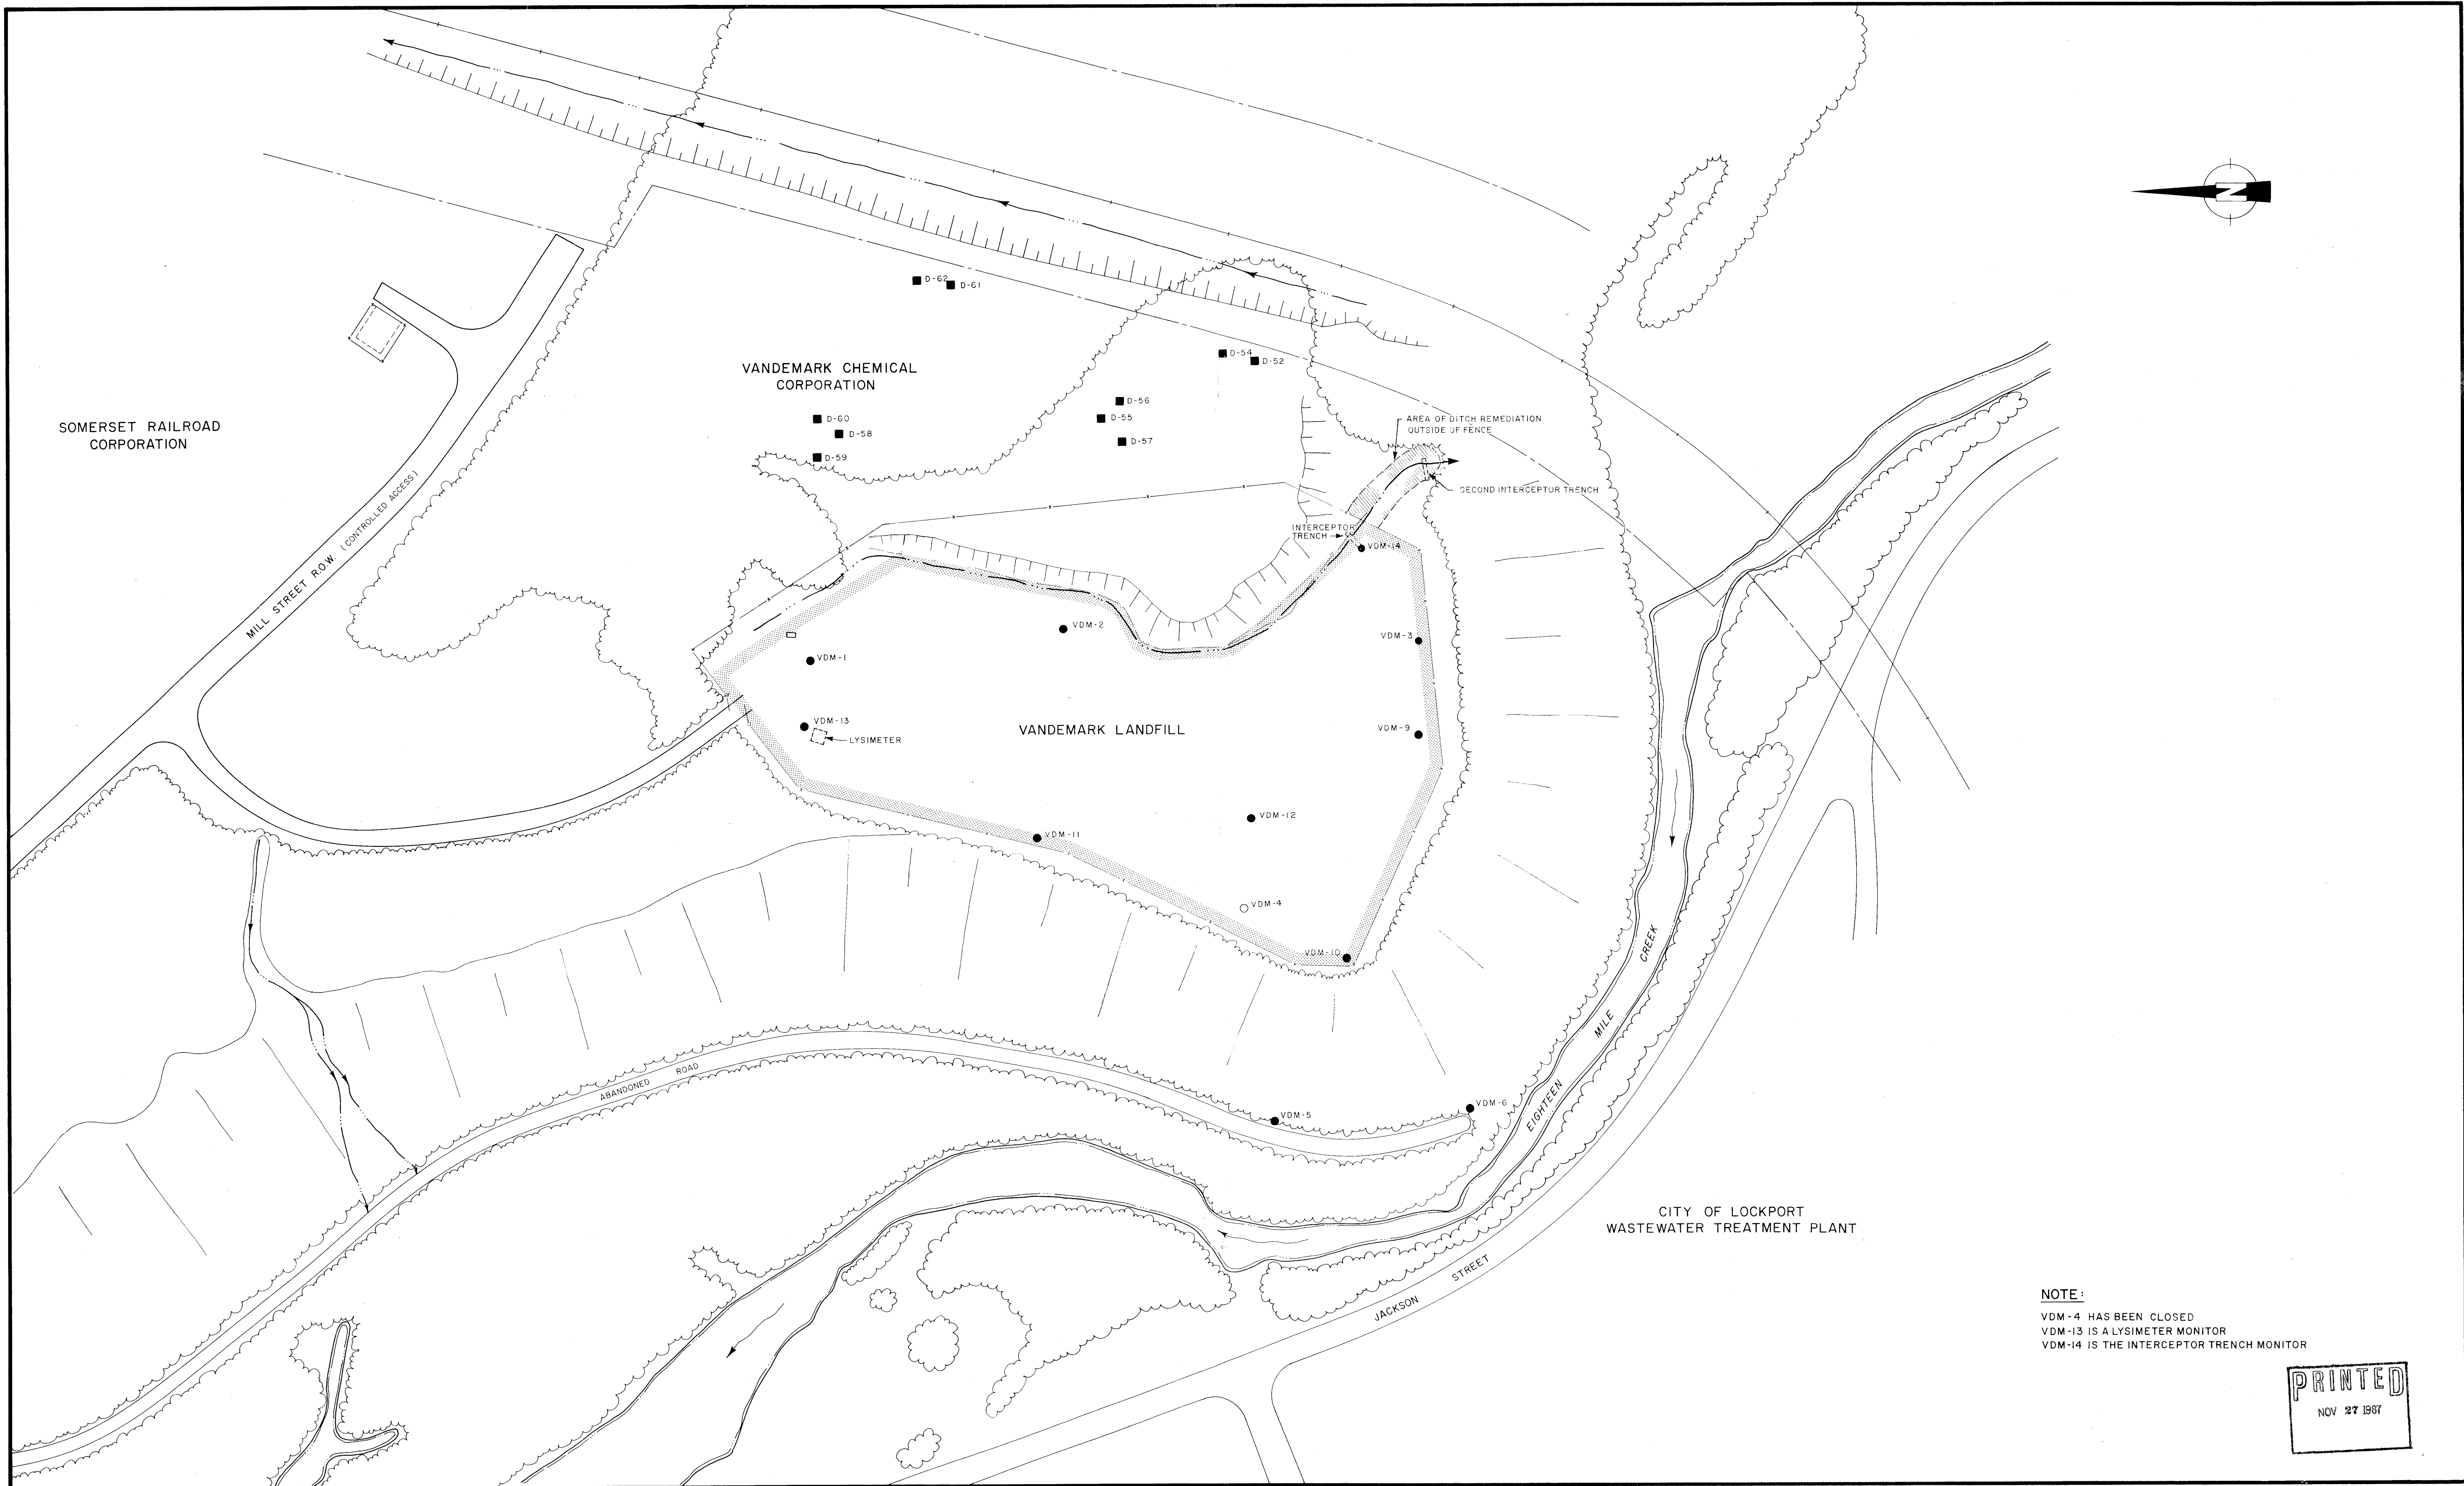 N
D-62
D-61
D-54
D-52
VANDEMARK CHEMICAL
CORPORATION
D-56
D-60
D-55
AREA OF DITCH REMEDIATION
OUTSIDE OF FENCE
SOMERSET RAILROAD
CORPORATION
D-58
D-57
D-59
SECOND INTERCEPTOR TRENCH
MILL STREET R.O.W. (CONTROLLED ACCESS)
INTERCEPTOR
TRENCH
VDM-14
VDM-2
VDM-3
VDM-1
VDM-13
LYSIMETER
VANDEMARK LANDFILL
VDM-9
VDM-12
VDM-11
VDM-4
VDM-10
EIGHTEEN MILE CREEK
ABANDONED ROAD
VDM-5
VDM-6
CITY OF LOCKPORT
WASTEWATER TREATMENT PLANT
JACKSON STREET
NOTE:
VDM-4 HAS BEEN CLOSED
VDM-13 IS A LYSIMETER MONITOR
VDM-14 IS THE INTERCEPTOR TRENCH MONITOR
PRINTED
NOV 27 1987